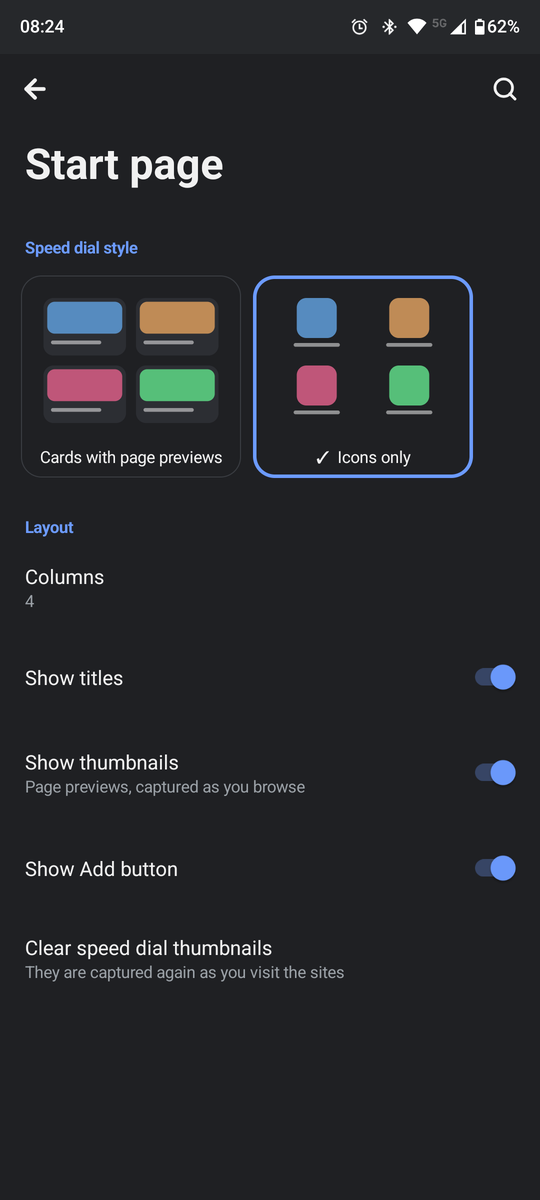 08:24
5G
62%
Start page
Speed dial style
Cards with page previews
✓ Icons only
Layout
Columns
4
Show titles
Show thumbnails
Page previews, captured as you browse
Show Add button
Clear speed dial thumbnails
They are captured again as you visit the sites